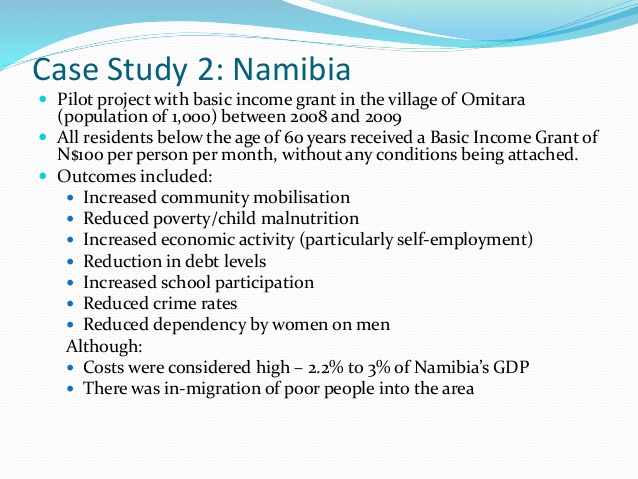 Case Study 2: Namibia
• Pilot project with basic income grant in the village of Omitara
(population of 1,000) between 2008 and 2009
• All residents below the age of 60 years received a Basic Income Grant of
N$100 per person per month, without any conditions being attached.
• Outcomes included:
• Increased community mobilisation
• Reduced poverty/child malnutrition
• Increased economic activity (particularly self-employment)
• Reduction in debt levels
• Increased school participation
• Reduced crime rates
• Reduced dependency by women on men
Although:
• Costs were considered high – 2.2% to 3% of Namibia's GDP
• There was in-migration of poor people into the area